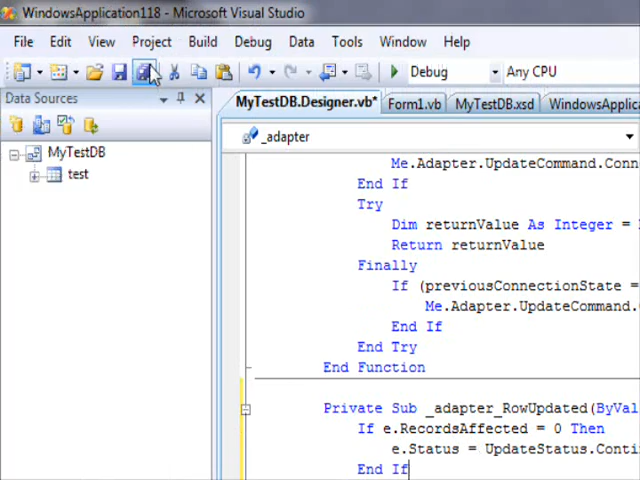 WindowsApplication118 - Microsoft Visual Studio
File Edit View Project Build Debug Data Tools Window Help
Debug Any CPU
Data Sources
MyTestDB.Designer.vb* Form1.vb MyTestDB.xsd WindowsApplica
_adapter
MyTestDB
test
Me.Adapter.UpdateCommand.Conn
End If
Try
Dim returnValue As Integer =
Return returnValue
Finally
If (previousConnectionState =
Me.Adapter.UpdateCommand.
End If
End Try
End Function
Private Sub _adapter_RowUpdated(ByVal
If e.RecordsAffected = 0 Then
e.Status = UpdateStatus.Conti
End If